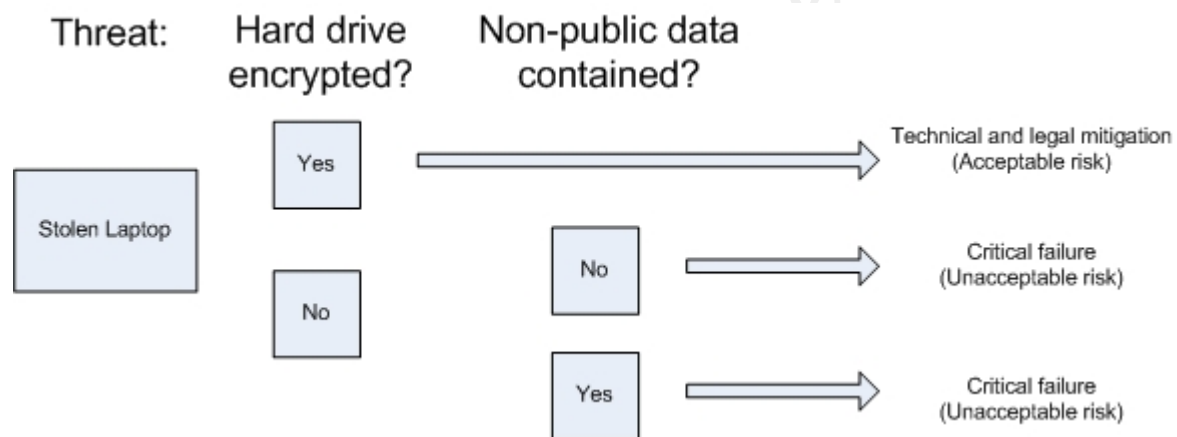 Threat:
Hard drive
encrypted?
Non-public data
contained?
Yes
Technical and legal mitigation
(Acceptable risk)
Stolen Laptop
No
Critical failure
(Unacceptable risk)
No
Yes
Critical failure
(Unacceptable risk)